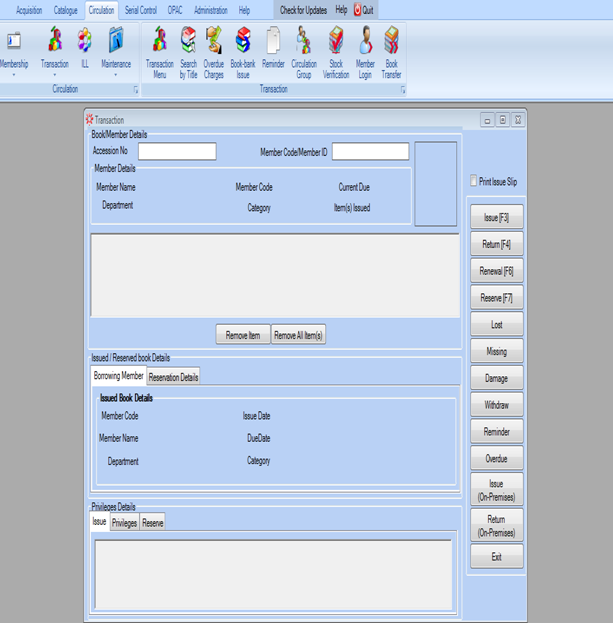 Acquisition Catalogue Circulation Serial Control OPAC Administration Help Check for Updates Help Quit
Membership Transaction ILL Maintenance Transaction Menu Search by Title Overdue Charges Book-bank Issue Reminder Circulation Group Stock Verification Member Login Book Transfer
Circulation Transaction
Transaction
Book/Member Details
Accession No Member Code/Member ID
Member Details
Member Name Member Code Current Due
Department Category Item(s) Issued
Remove Item Remove All Item(s)
Issued / Reserved book Details
Borrowing Member Reservation Details
Issued Book Details
Member Code Issue Date
Member Name DueDate
Department Category
Privileges Details
Issue Privileges Reserve
Print Issue Slip
Issue [F3]
Return [F4]
Renewal [F6]
Reserve [F7]
Lost
Missing
Damage
Withdraw
Reminder
Overdue
Issue
(On-Premises)
Return
(On-Premises)
Exit